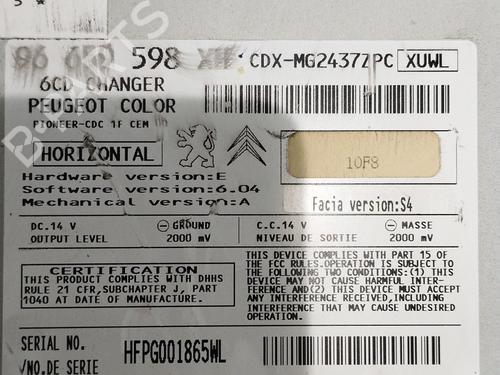 598 CDX-MG2437ZPC XUWL
6CD CHANGER
PEUGEOT COLOR
PIONEER-CDC 1F CEM
HORIZONTAL
10F8
Hardware version:E
Software version:6.04
Mechanical version:A
Facia version:S4
DC.14 V GROUND
OUTPUT LEVEL 2000 mV
C.C.14 V MASSE
NIVEAU DE SORTIE 2000 mV
CERTIFICATION
THIS PRODUCT COMPLIES WITH DHHS
RULE 21 CFR,SUBCHAPTER J, PART
1040 AT DATE OF MANUFACTURE.
THIS DEVICE COMPLIES WITH PART 15 OF
THE FCC RULES.OPERATION IS SUBJECT TO
THE FOLLOWING TWO CONDITIONS:(1) THIS
DEVICE MAY NOT CAUSE HARMFUL INTER-
FERENCE,AND(2) THIS DEVICE MUST ACCEPT
ANY INTERFERENCE RECEIVED,INCLUDING
INTERFERENCE THAT MAY CAUSE UNDESIRED
OPERATION.
SERIAL NO.
/NO.DE SERIE
HFPG001865WL